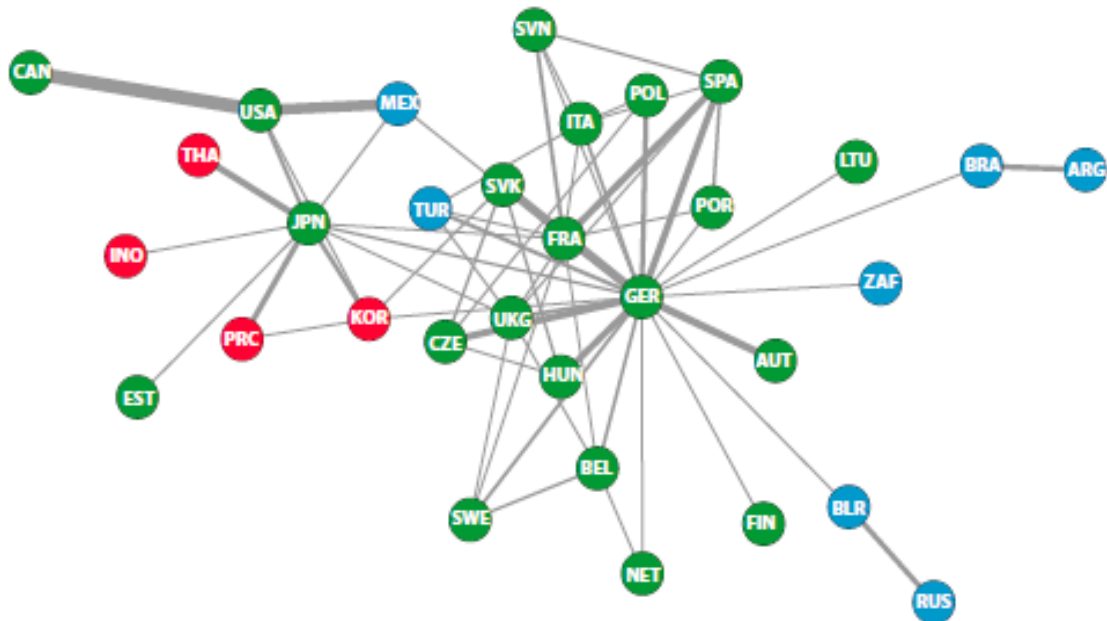 SVN
CAN
SPA
POL
USA
MEX
ITA
THA
LTU
BRA
ARG
SVK
TUR
POR
JPN
FRA
INO
ZAF
GER
KOR
UKG
PRC
CZE
AUT
HUN
EST
BEL
BLR
SWE
FIN
NET
RUS